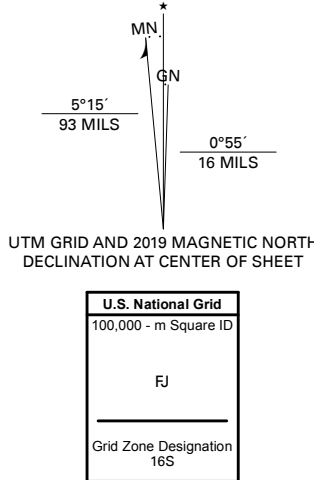 ★
MN
GN
5°15´
93 MILS
0°55´
16 MILS
UTM GRID AND 2019 MAGNETIC NORTH
DECLINATION AT CENTER OF SHEET
U.S. National Grid
100,000 - m Square ID
FJ
Grid Zone Designation
16S